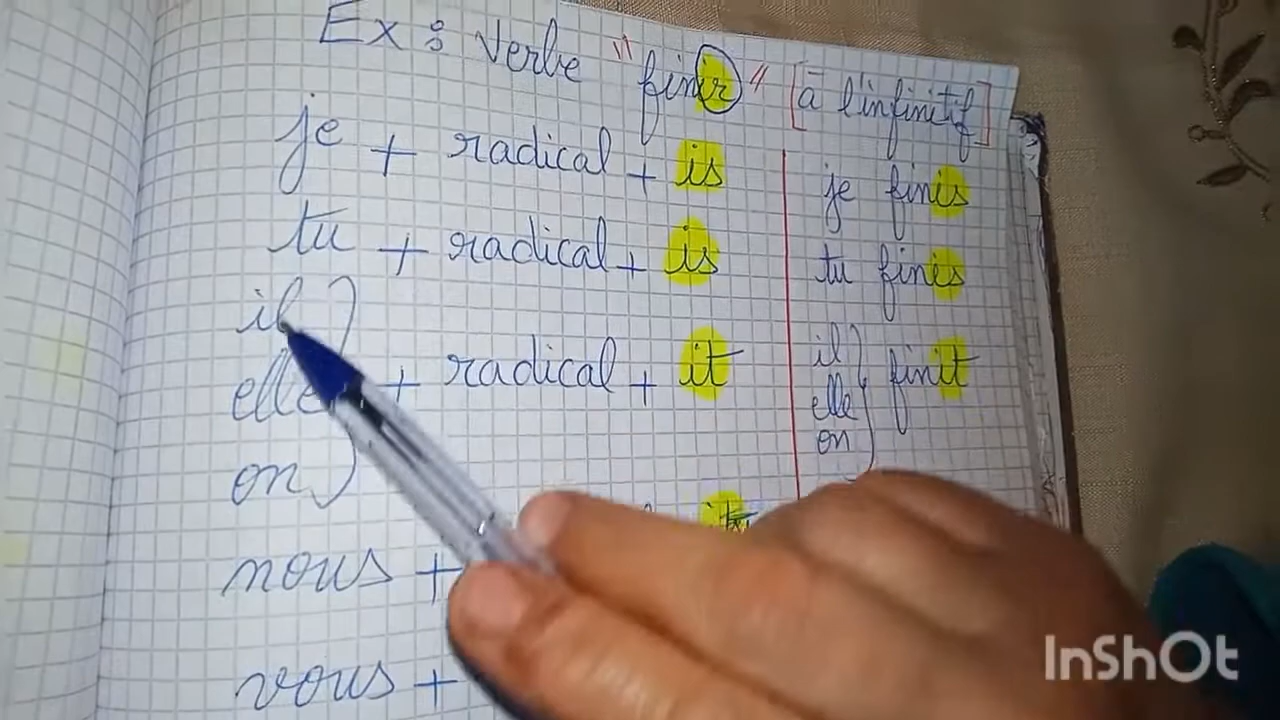 Ex : verbe "finir" [à l'infinitif]
je + radical + is
tu + radical + is
il
elle + radical + it
on
nous +
vous +
je finis
tu finis
il
elle finit
on
InShOt